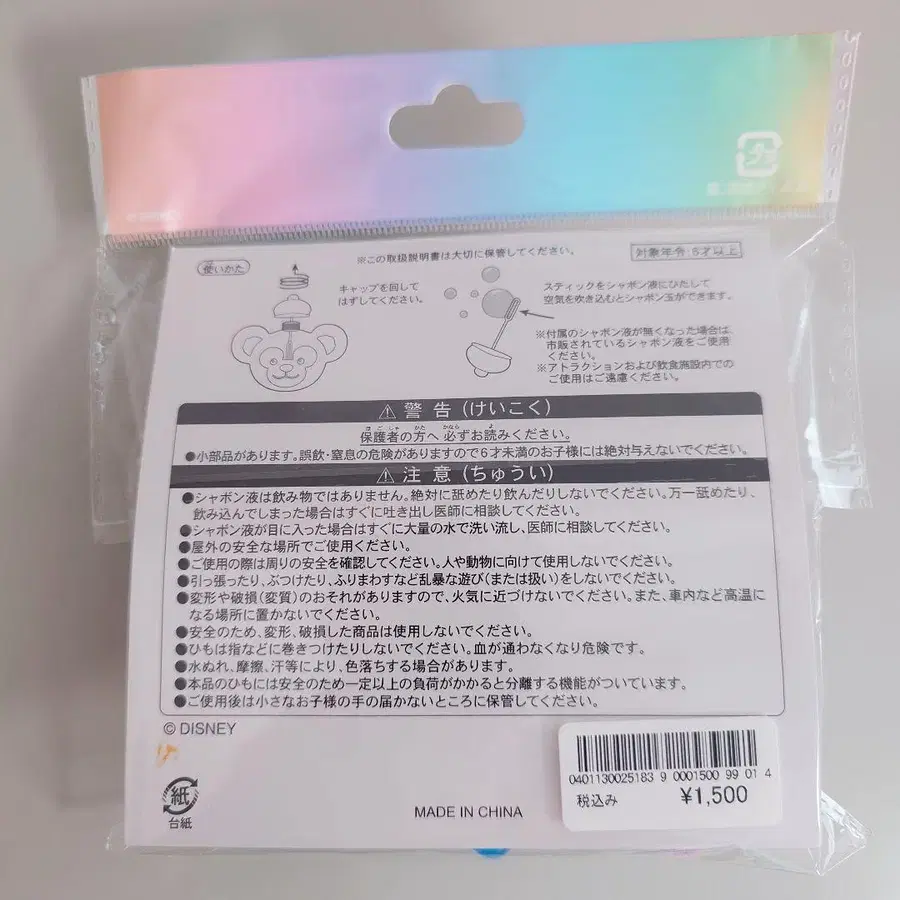 プラ
使いかた
※この取扱説明書は大切に保管してください。
対象年令 6才以上
キャップを回して
はずしてください。
スティックをシャボン液にひたして
空気を吹き込むとシャボン玉ができます。
※付属のシャボン液が無くなった場合は、
市販されているシャボン液をご使用
ください。
※アトラクションおよび飲食施設内での
ご使用はご遠慮ください。
警告(けいこく)
保護者の方へ 必ずお読みください。
●小部品があります。誤飲・窒息の危険がありますので6才未満のお子様には絶対与えないでください。
注意(ちゅうい)
●シャボン液は飲み物ではありません。絶対に舐めたり飲んだりしないでください。万一舐めたり、
飲み込んでしまった場合はすぐに吐き出し医師に相談してください。
●シャボン液が目に入った場合はすぐに大量の水で洗い流し、医師に相談してください。
●屋外の安全な場所でご使用ください。
●ご使用の際は周りの安全を確認してください。人や動物に向けて使用しないでください。
●引っ張ったり、ぶつけたり、ふりまわすなど乱暴な遊び(または扱い)をしないでください。
●変形や破損(変質)のおそれがありますので、火気に近づけないでください。また、車内など高温に
なる場所に置かないでください。
●安全のため、変形、破損した商品は使用しないでください。
●ひもは指などに巻きつけたりしないでください。血が通わなくなり危険です。
●水ぬれ、摩擦、汗等により、色落ちする場合があります。
●本品のひもには安全のため一定以上の負荷がかかると分離する機能がついています。
●ご使用後は小さなお子様の手の届かないところに保管してください。
© DISNEY
紙
台紙
MADE IN CHINA
0401130025183 9 0001500 99 01 4
税込み ¥1,500